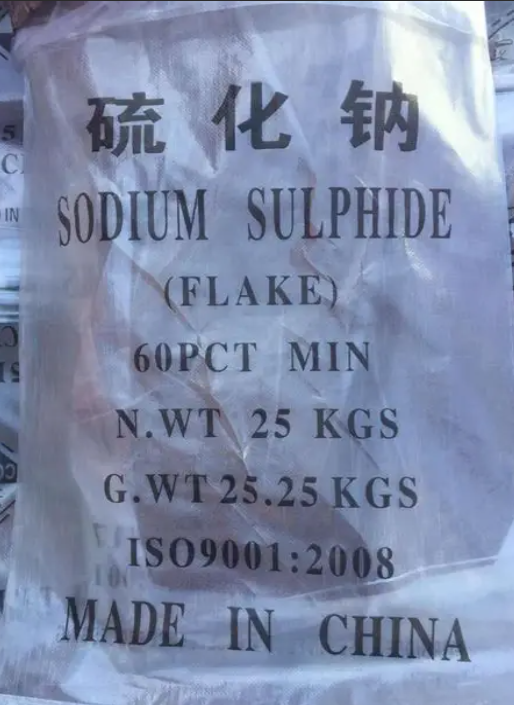 硫化钠
SODIUM SULPHIDE
(FLAKE)
60PCT MIN
N.WT 25 KGS
G.WT 25.25 KGS
ISO9001:2008
MADE IN CHINA